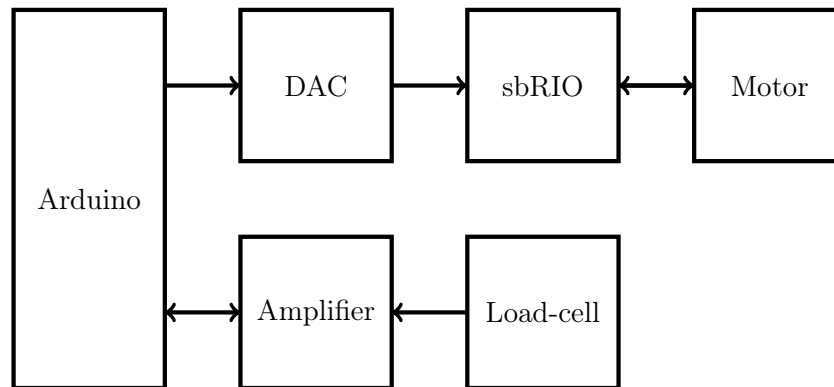 DAC
sbRIO
Motor
Arduino
Amplifier
Load-cell